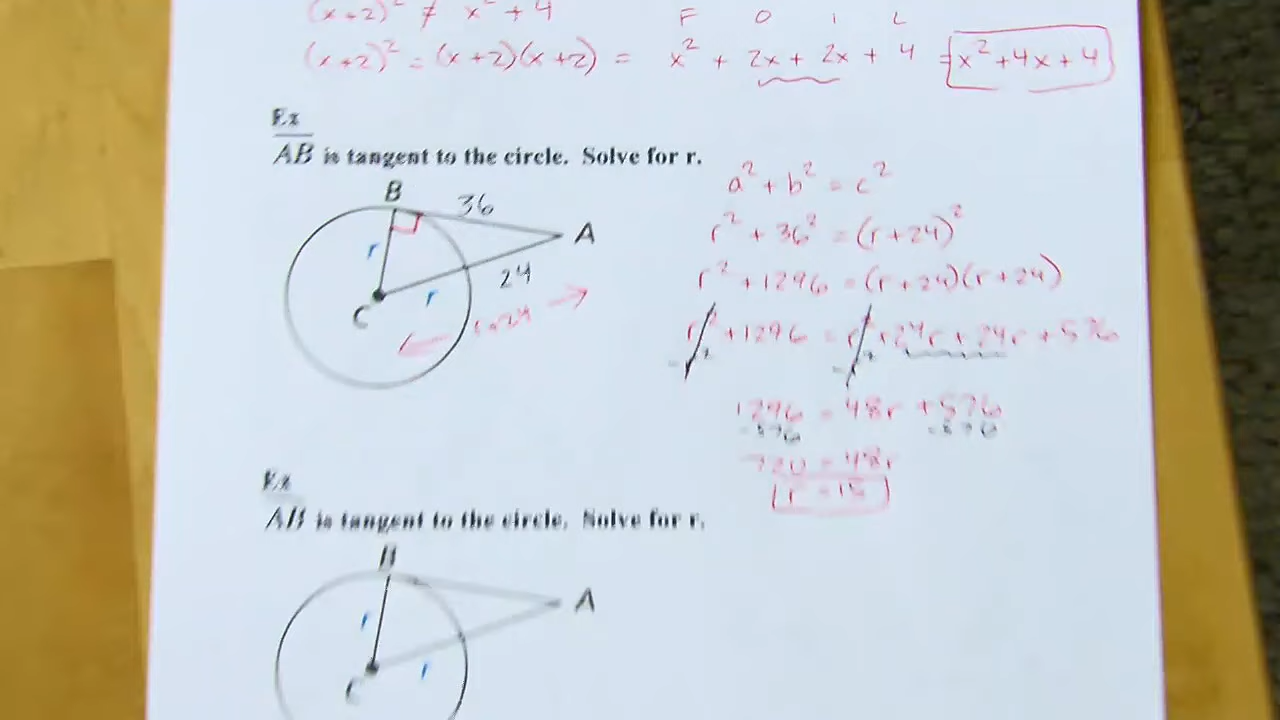 (x+2)² ≠ x² + 4
F O I L
(x+2)² = (x+2)(x+2) = x² + 2x + 2x + 4 = x² + 4x + 4
Ex
AB is tangent to the circle. Solve for r.
B
36
A
r
24
r
C
r+24
a² + b² = c²
r² + 36² = (r+24)²
r² + 1296 = (r+24)(r+24)
r² + 1296 = r² + 24r + 24r + 576
-r² -r²
1296 = 48r + 576
-576 -576
720 = 48r
r = 15
Ex
AB is tangent to the circle. Solve for r.
B
A
r
r
C